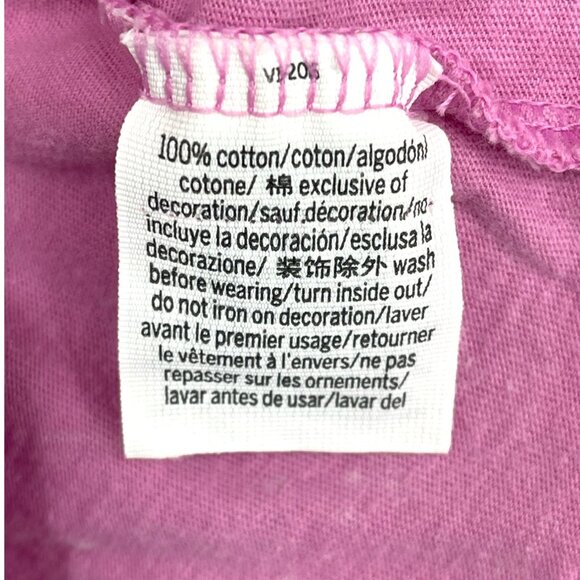 100% cotton/coton/algodón/
cotone/ 棉 exclusive of
decoration/sauf.décoration/no-
incluye la decoración/esclusa la
decorazione/ 装饰除外 wash
before wearing/turn inside out/
do not iron on decoration/laver
avant le premier usage/retourner
le vêtement à l'envers/ne pas
repasser sur les ornements/
lavar antes de usar/lavar del